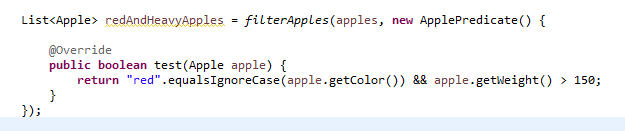 List<Apple> redAndHeavyApples = filterApples(apples, new ApplePredicate() {
@Override
public boolean test(Apple apple) {
return "red".equalsIgnoreCase(apple.getColor()) && apple.getWeight() > 150;
}
});